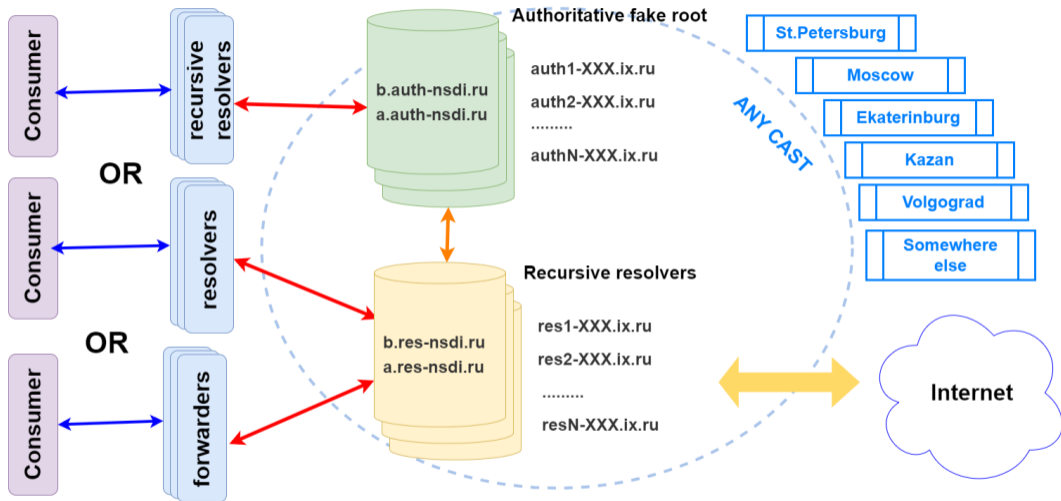 Consumer
recursive
resolvers
OR
Consumer
resolvers
OR
Consumer
forwarders
Authoritative fake root
b.auth-nsdi.ru
a.auth-nsdi.ru
auth1-XXX.ix.ru
auth2-XXX.ix.ru
.........
authN-XXX.ix.ru
Recursive resolvers
b.res-nsdi.ru
a.res-nsdi.ru
res1-XXX.ix.ru
res2-XXX.ix.ru
.........
resN-XXX.ix.ru
ANY CAST
St.Petersburg
Moscow
Ekaterinburg
Kazan
Volgograd
Somewhere
else
Internet